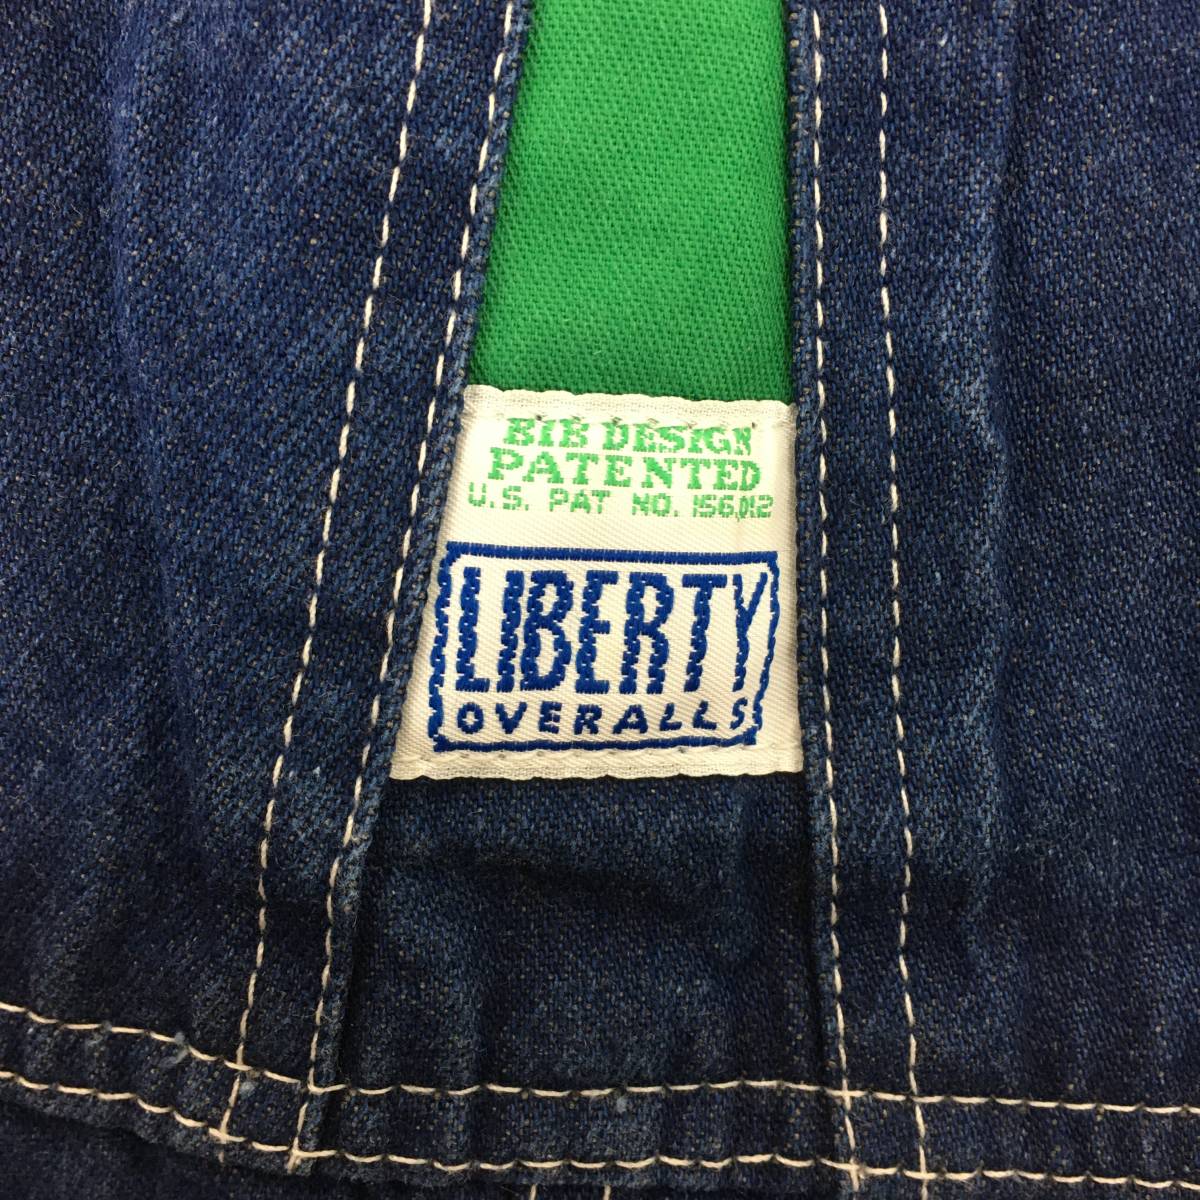 BIB DESIGN
PATENTED
U.S. PAT NO. 156,012
LIBERTY
OVERALLS